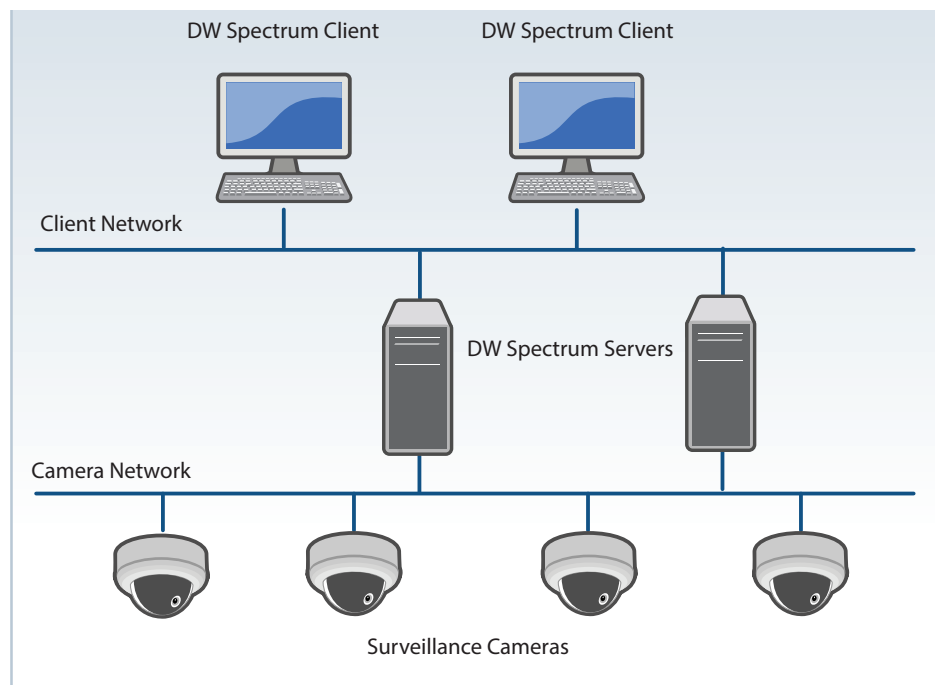 DW Spectrum Client
DW Spectrum Client
Client Network
DW Spectrum Servers
Camera Network
Surveillance Cameras